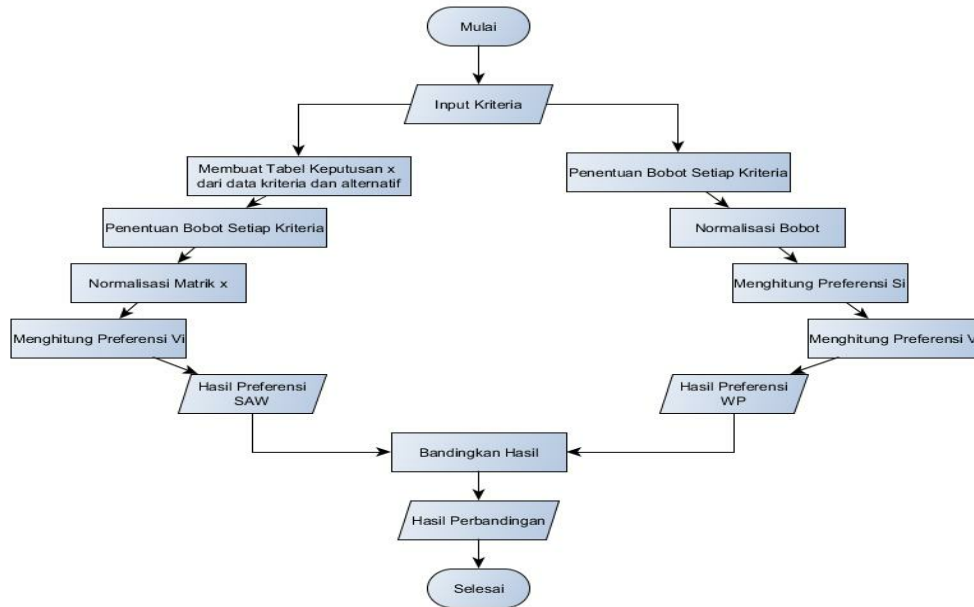 Mulai
Input Kriteria
Membuat Tabel Keputusan x
dari data kriteria dan alternatif
Penentuan Bobot Setiap Kriteria
Normalisasi Matrik x
Menghitung Preferensi Vi
Hasil Preferensi
SAW
Penentuan Bobot Setiap Kriteria
Normalisasi Bobot
Menghitung Preferensi Si
Menghitung Preferensi V
Hasil Preferensi
WP
Bandingkan Hasil
Hasil Perbandingan
Selesai